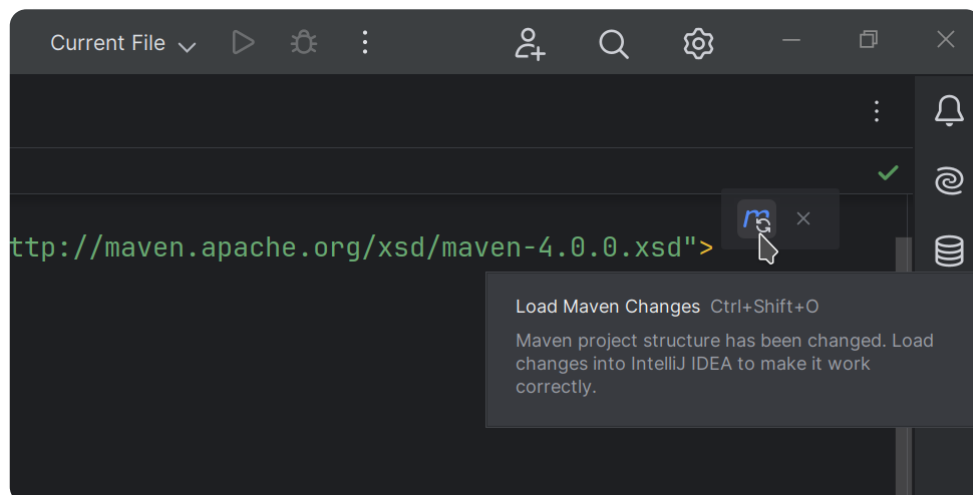 Current File
ttp://maven.apache.org/xsd/maven-4.0.0.xsd">
Load Maven Changes Ctrl+Shift+O
Maven project structure has been changed. Load
changes into IntelliJ IDEA to make it work
correctly.